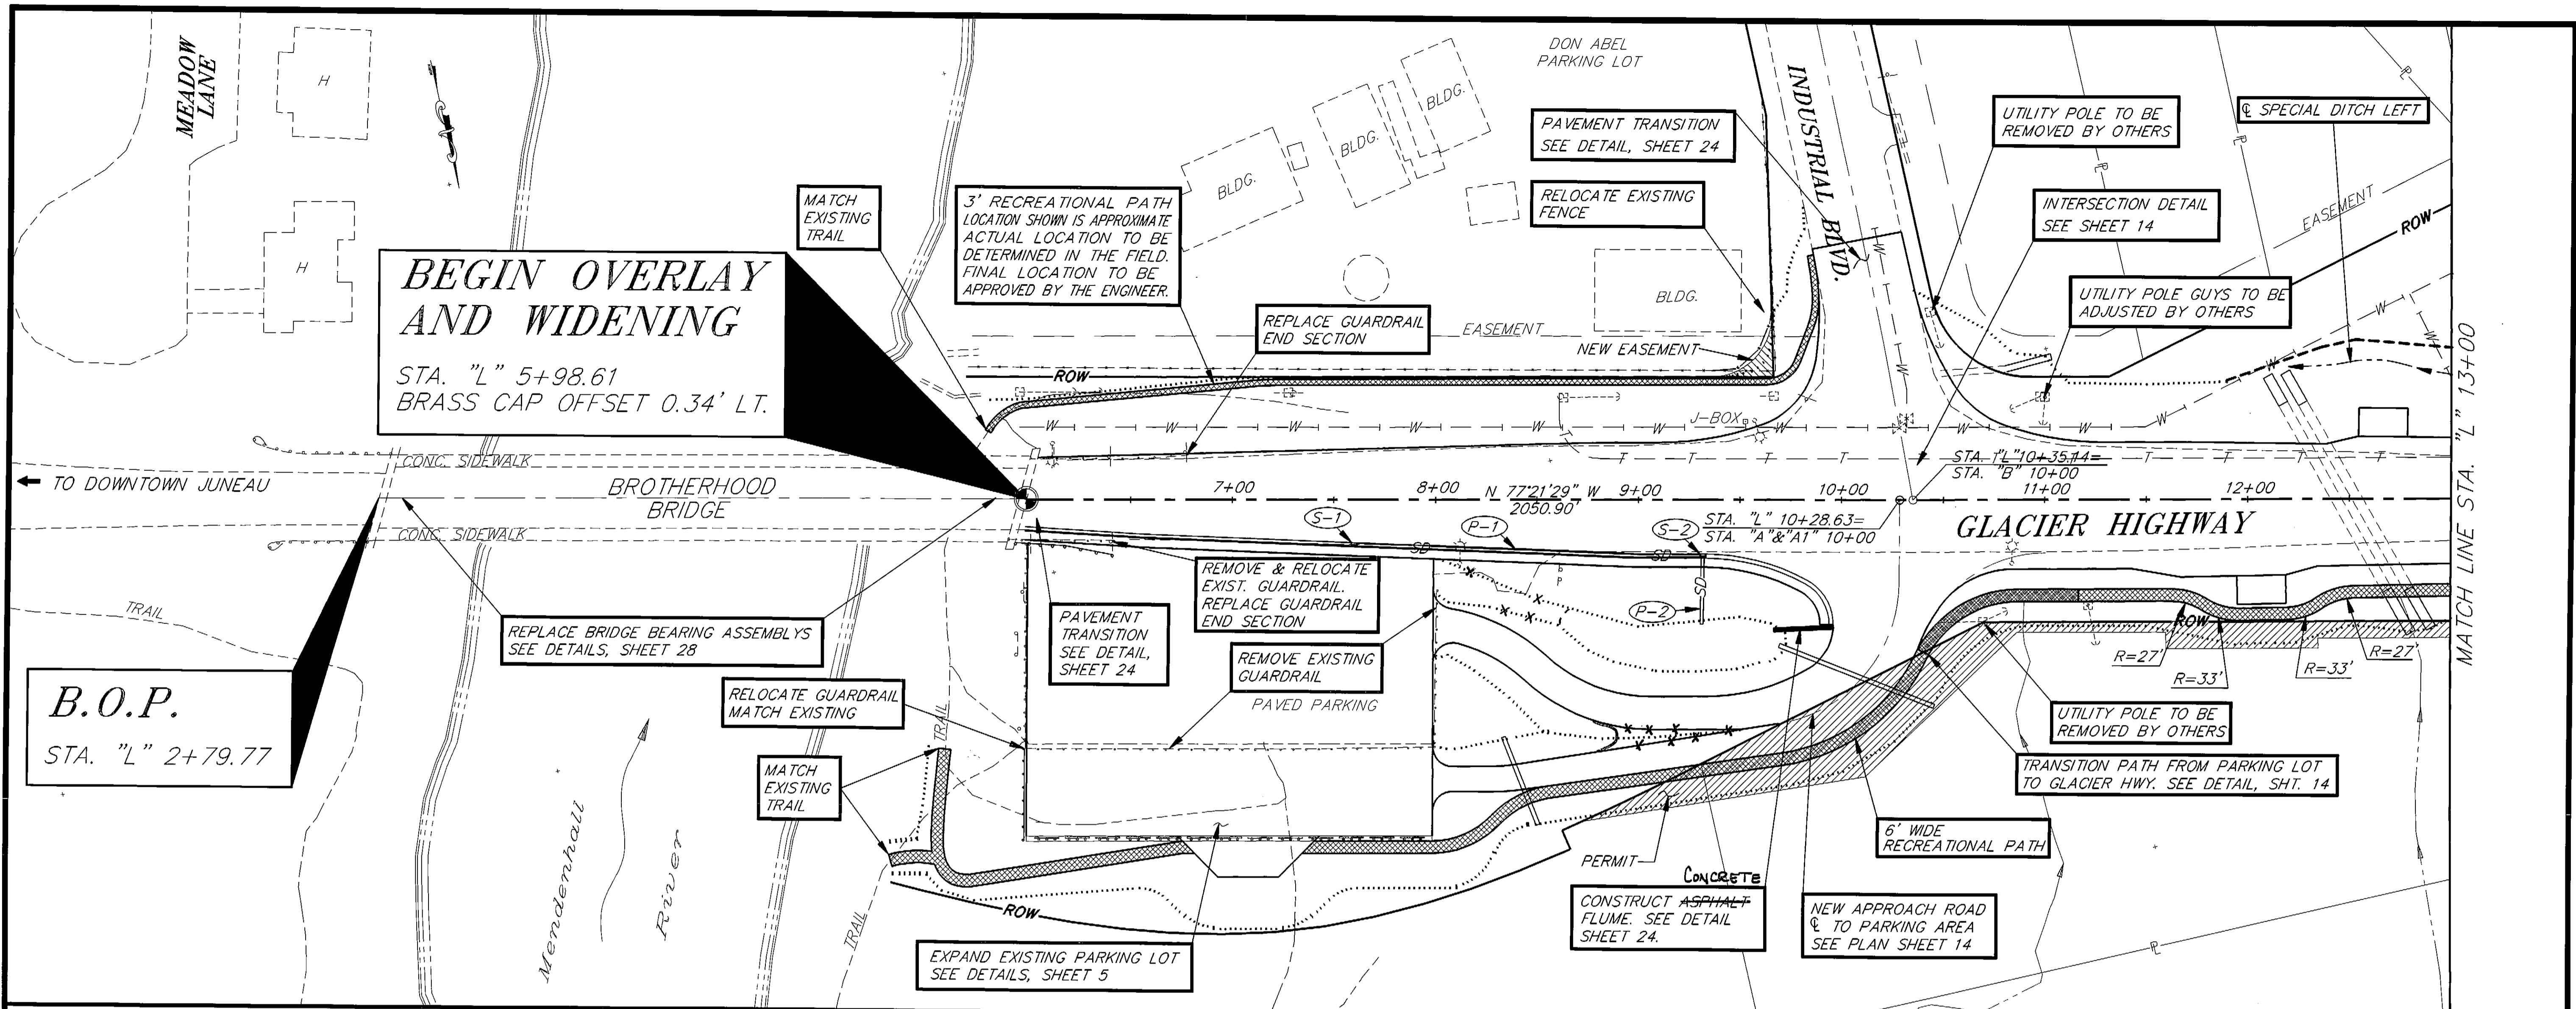 MEADOW
LANE
H
H
DON ABEL
PARKING LOT
BLDG.
BLDG.
BLDG.
BLDG.
INDUSTRIAL BLVD.
PAVEMENT TRANSITION
SEE DETAIL, SHEET 24
RELOCATE EXISTING
FENCE
UTILITY POLE TO BE
REMOVED BY OTHERS
℄ SPECIAL DITCH LEFT
INTERSECTION DETAIL
SEE SHEET 14
UTILITY POLE GUYS TO BE
ADJUSTED BY OTHERS
EASEMENT
ROW
MATCH
EXISTING
TRAIL
3' RECREATIONAL PATH
LOCATION SHOWN IS APPROXIMATE
ACTUAL LOCATION TO BE
DETERMINED IN THE FIELD.
FINAL LOCATION TO BE
APPROVED BY THE ENGINEER.
BEGIN OVERLAY
AND WIDENING
STA. "L" 5+98.61
BRASS CAP OFFSET 0.34' LT.
REPLACE GUARDRAIL
END SECTION
EASEMENT
NEW EASEMENT
ROW
J-BOX
W W W W W W W W
T T T T T T T
CONC. SIDEWALK
← TO DOWNTOWN JUNEAU
BROTHERHOOD
BRIDGE
CONC. SIDEWALK
7+00
8+00
N 77°21'29" W
2050.90'
9+00
10+00
11+00
12+00
STA. "L" 10+35.14=
STA. "B" 10+00
STA. "L" 10+28.63=
STA. "A"&"A1" 10+00
GLACIER HIGHWAY
MATCH LINE STA. "L" 13+00
S-1
P-1
S-2
P-2
SD
SD
SD
REMOVE & RELOCATE
EXIST. GUARDRAIL.
REPLACE GUARDRAIL
END SECTION
PAVEMENT
TRANSITION
SEE DETAIL,
SHEET 24
REPLACE BRIDGE BEARING ASSEMBLYS
SEE DETAILS, SHEET 28
TRAIL
B.O.P.
STA. "L" 2+79.77
REMOVE EXISTING
GUARDRAIL
PAVED PARKING
RELOCATE GUARDRAIL
MATCH EXISTING
TRAIL
MATCH
EXISTING
TRAIL
Mendenhall
River
TRAIL
ROW
EXPAND EXISTING PARKING LOT
SEE DETAILS, SHEET 5
PERMIT
CONCRETE
CONSTRUCT ASPHALT
FLUME. SEE DETAIL
SHEET 24.
NEW APPROACH ROAD
℄ TO PARKING AREA
SEE PLAN SHEET 14
6' WIDE
RECREATIONAL PATH
TRANSITION PATH FROM PARKING LOT
TO GLACIER HWY. SEE DETAIL, SHT. 14
UTILITY POLE TO BE
REMOVED BY OTHERS
ROW
R=27'
R=33'
R=33'
R=27'